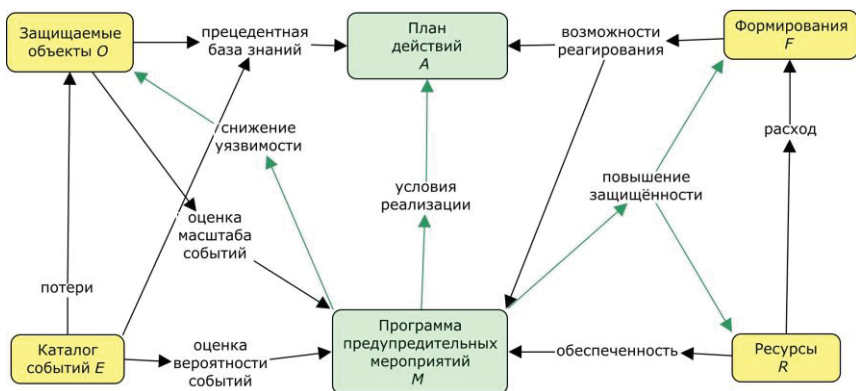 Защищаемые
объекты O
прецедентная
база знаний
План
действий
A
возможности
реагирования
Формирования
F
снижение
уязвимости
расход
условия
реализации
повышение
защищённости
оценка
масштаба
событий
потери
Каталог
событий E
оценка
вероятности
событий
Программа
предупредительных
мероприятий
M
обеспеченность
Ресурсы
R